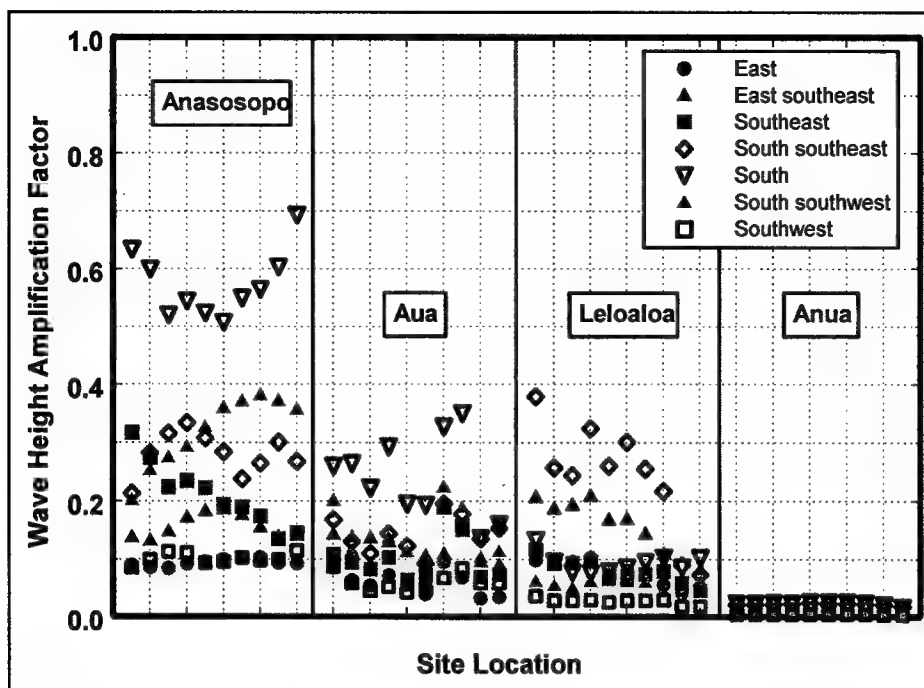 Wave Height Amplification Factor
1.0
0.8
0.6
0.4
0.2
0.0
Anasosopo
Aua
Leloaloa
Anua
East
East southeast
Southeast
South southeast
South
South southwest
Southwest
Site Location